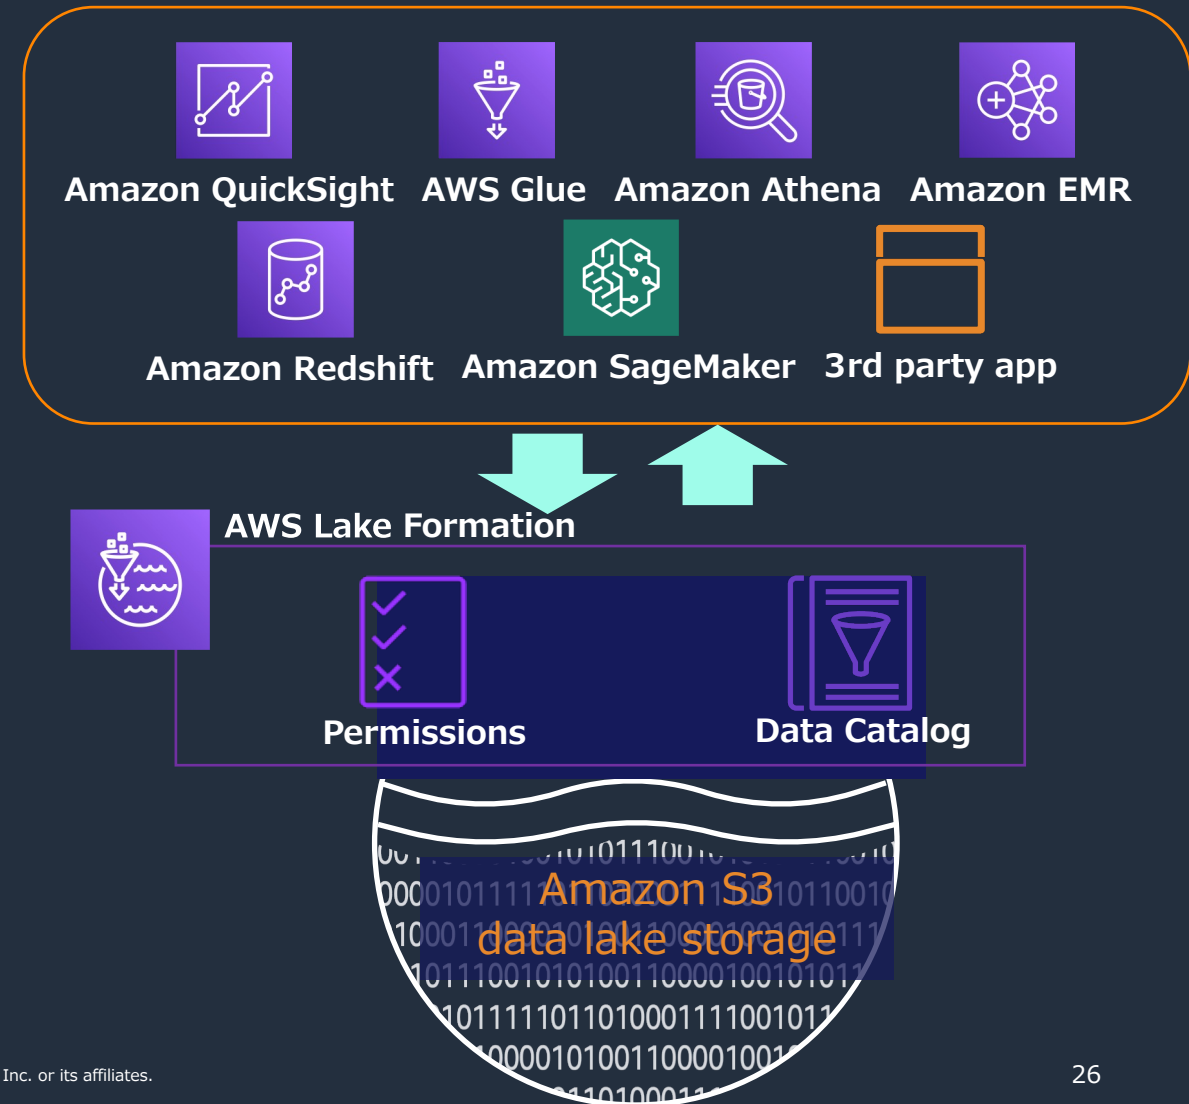 Amazon QuickSight AWS Glue Amazon Athena Amazon EMR
Amazon Redshift Amazon SageMaker 3rd party app
AWS Lake Formation
Permissions Data Catalog
Amazon S3
data lake storage
Inc. or its affiliates.
26